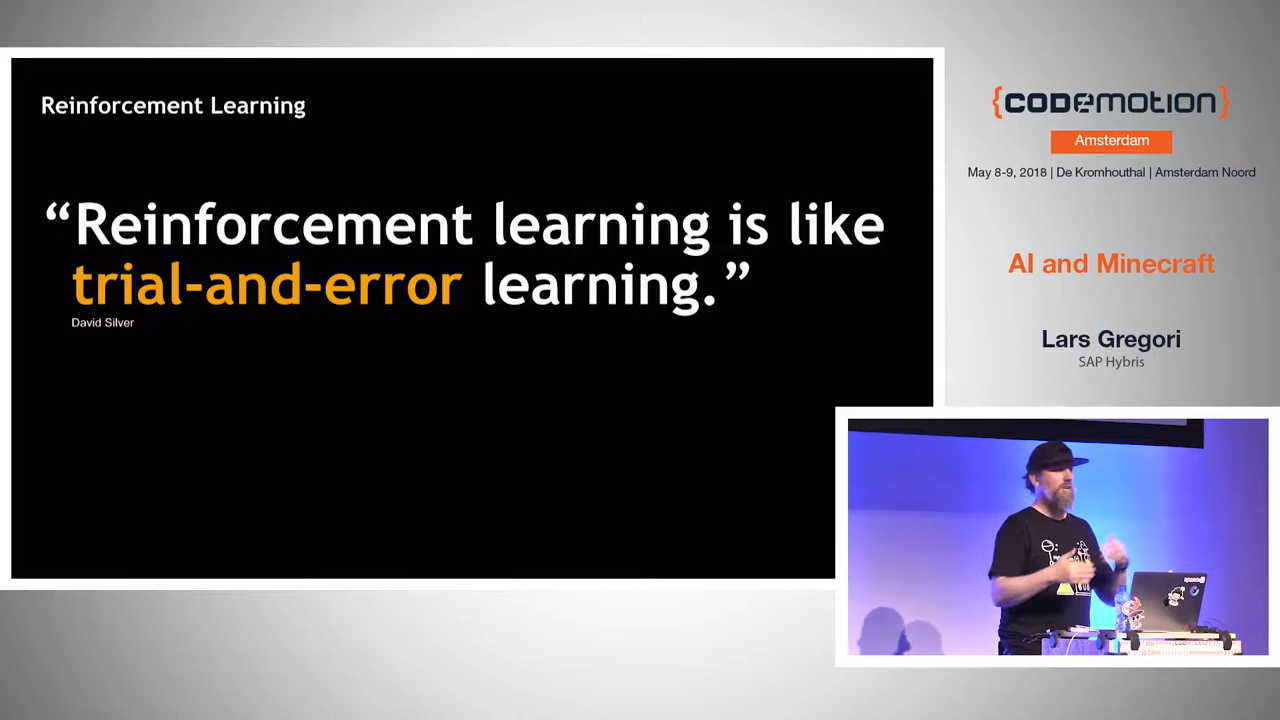 Reinforcement Learning
“Reinforcement learning is like
trial-and-error learning.”
David Silver
{CODEMOTION}
Amsterdam
May 8-9, 2018 | De Kromhouthal | Amsterdam Noord
AI and Minecraft
Lars Gregori
SAP Hybris